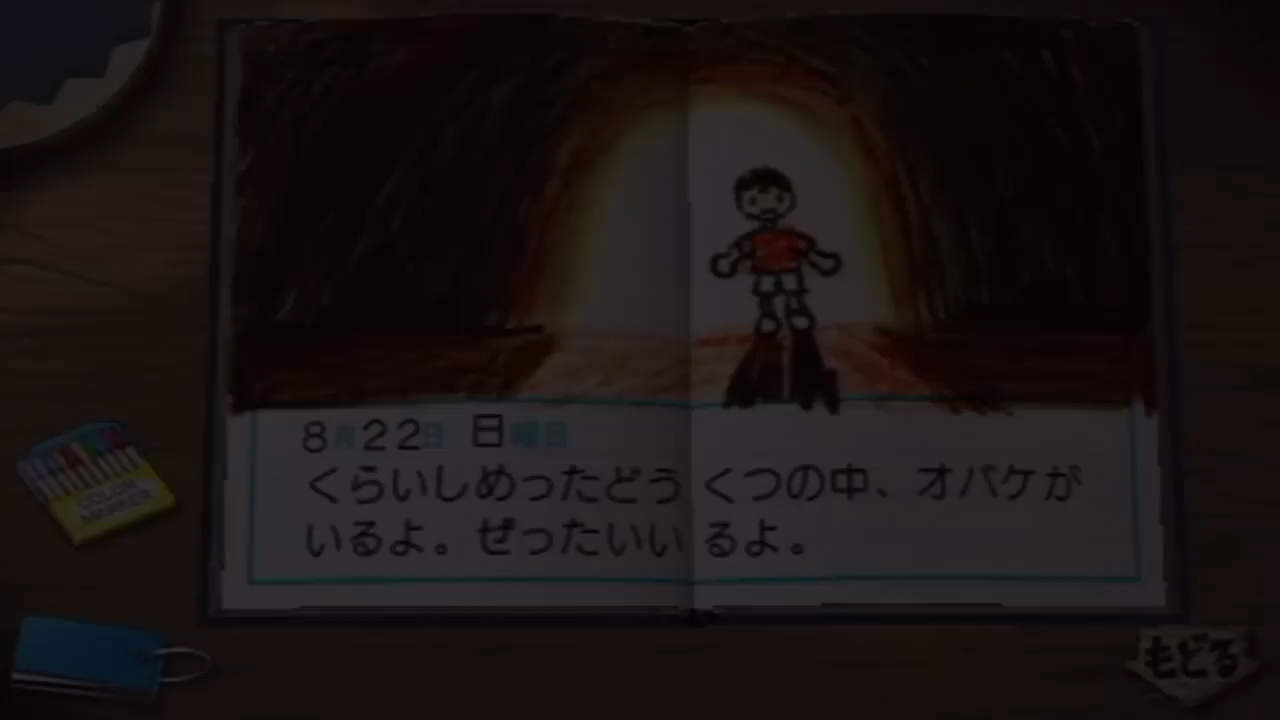 8月22日 日曜日
くらいしめったどうくつの中、オバケが
いるよ。ぜったいいるよ。
COLOR
MARKER
もどる